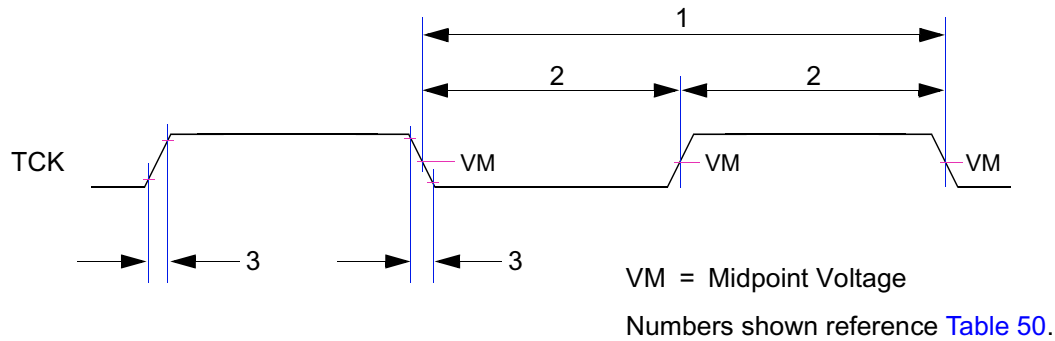 1
2 2
TCK VM VM VM
3 3
VM = Midpoint Voltage
Numbers shown reference Table 50.